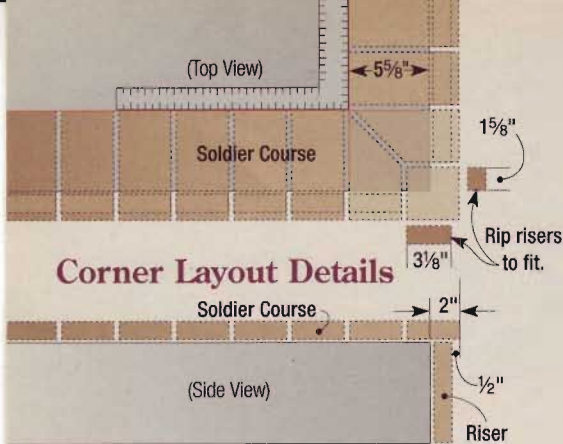 (Top View)
5⅝"
Soldier Course
1⅝"
3⅛"
Rip risers
to fit.
Corner Layout Details
Soldier Course
2"
(Side View)
½"
Riser